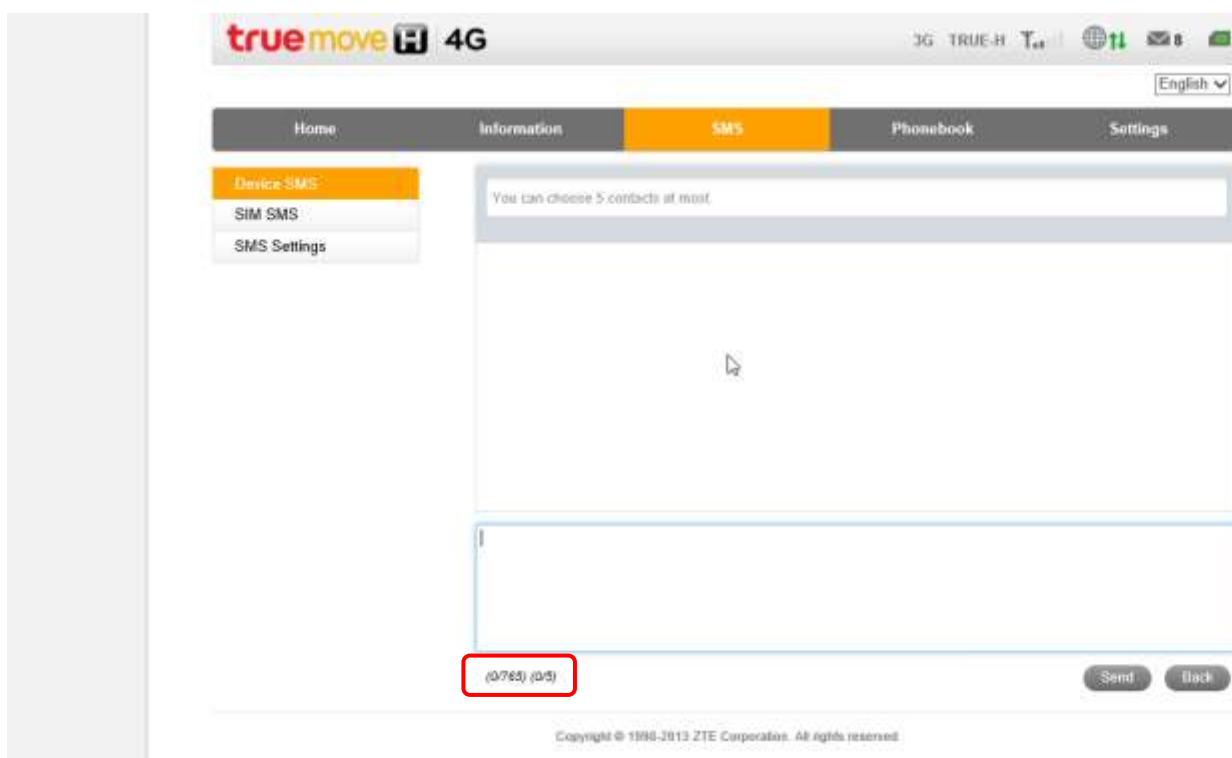 truemove H 4G
3G TRUE-H 8
English
Home Information SMS Phonebook Settings
Device SMS
SIM SMS
SMS Settings
You can choose 5 contacts at most.
(0/765) (0/5)
Send Back
Copyright © 1998-2013 ZTE Corporation. All rights reserved